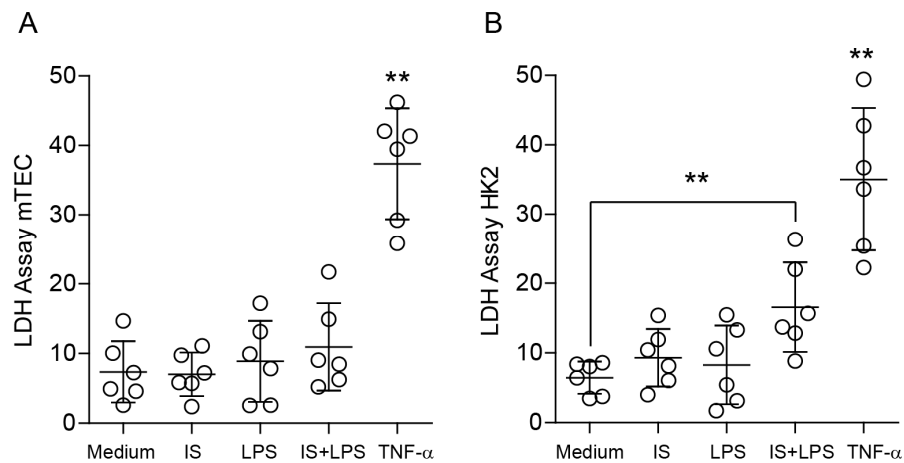 A
B
**
**
LDH Assay mTEC
50
40
30
20
10
0
Medium
IS
LPS
IS+LPS
TNF-α
LDH Assay HK2
50
40
30
20
10
0
**
Medium
IS
LPS
IS+LPS
TNF-α